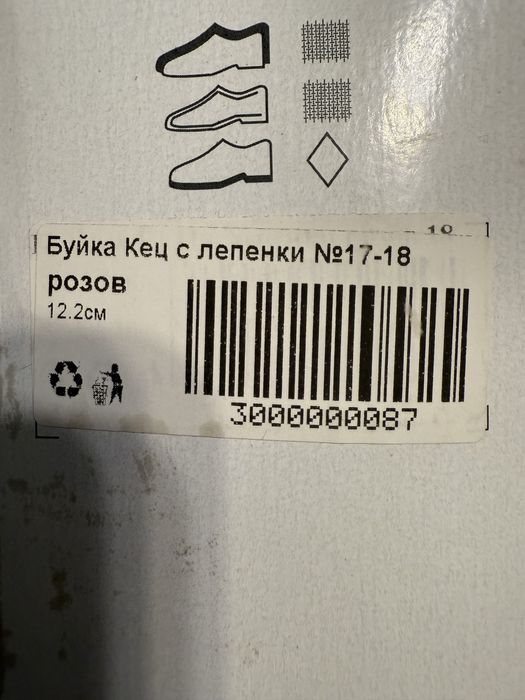 Буйка Кец с лепенки №17-18
розов
12.2см
3000000087